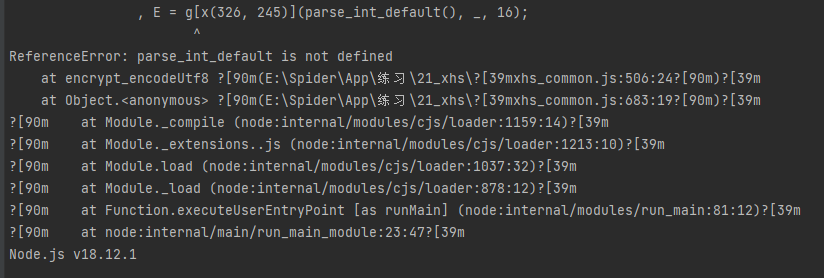 , E = g[x(326, 245)](parse_int_default(), _, 16);
^
ReferenceError: parse_int_default is not defined
at encrypt_encodeUtf8 ?[90m(E:\Spider\App\练习\21_xhs\?[39mxhs_common.js:506:24?[90m)?[39m
at Object.<anonymous> ?[90m(E:\Spider\App\练习\21_xhs\?[39mxhs_common.js:683:19?[90m)?[39m
?[90m    at Module._compile (node:internal/modules/cjs/loader:1159:14)?[39m
?[90m    at Module._extensions..js (node:internal/modules/cjs/loader:1213:10)?[39m
?[90m    at Module.load (node:internal/modules/cjs/loader:1037:32)?[39m
?[90m    at Module._load (node:internal/modules/cjs/loader:878:12)?[39m
?[90m    at Function.executeUserEntryPoint [as runMain] (node:internal/modules/run_main:81:12)?[39m
?[90m    at node:internal/main/run_main_module:23:47?[39m
Node.js v18.12.1